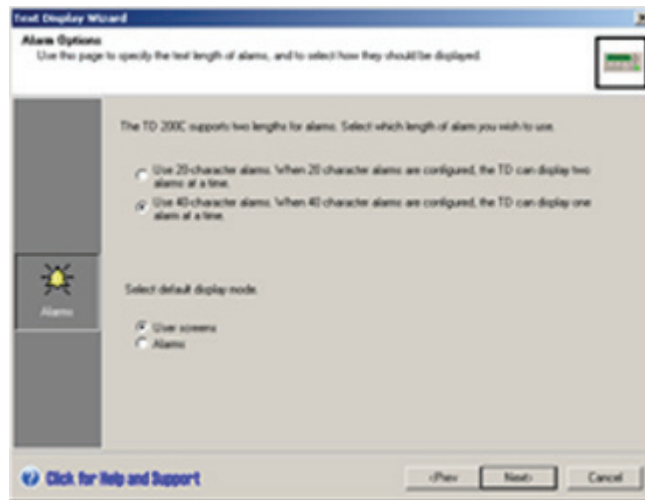 Text Display Wizard
Alarm Options
Use this page to specify the text length of alarms, and to select how they should be displayed.
The TD 200C supports two lengths for alarms. Select which length of alarm you wish to use.
Use 20-character alarms. When 20 character alarms are configured, the TD can display two
alarms at a time.
Use 40-character alarms. When 40 character alarms are configured, the TD can display one
alarm at a time.
Alarms
Select default display mode.
User screens
Alarms
Click for Help and Support
<Prev
Next>
Cancel